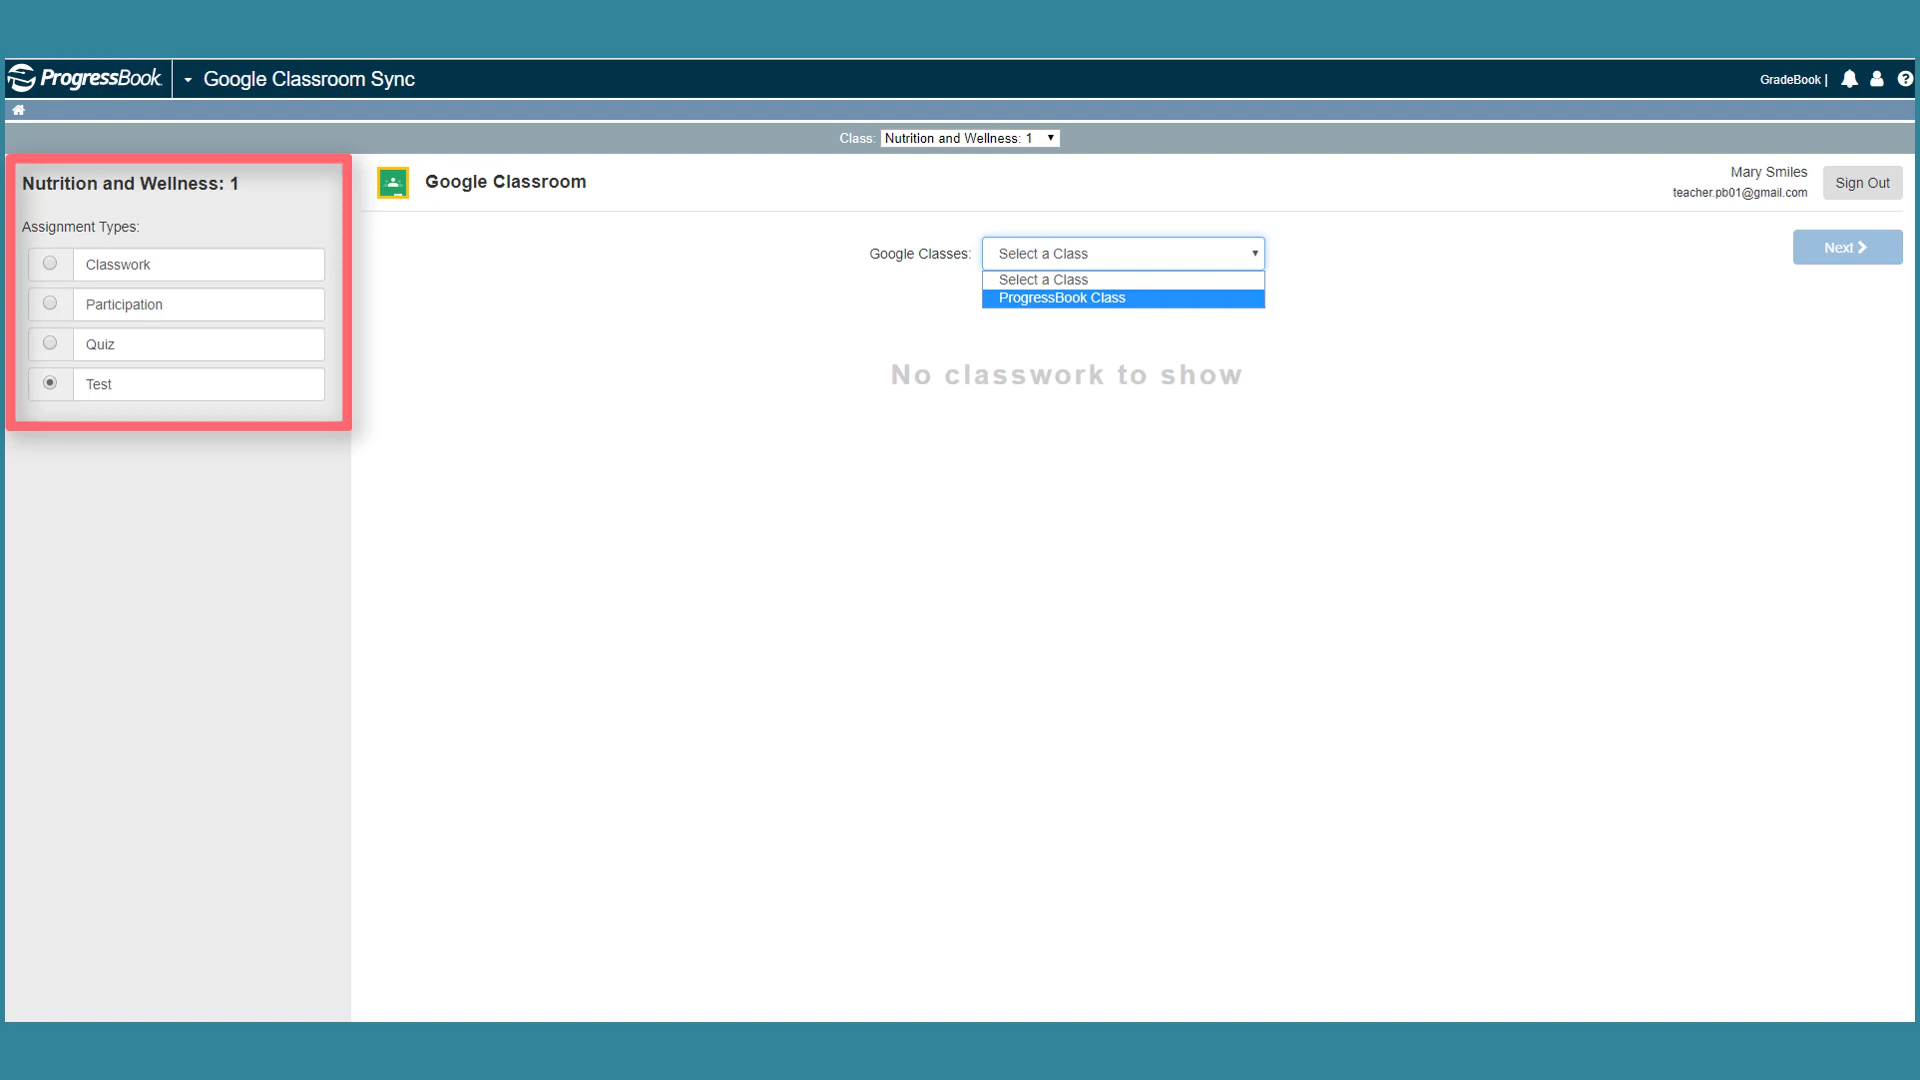 ProgressBook
Google Classroom Sync
GradeBook |
Class: Nutrition and Wellness: 1
Nutrition and Wellness: 1
Assignment Types:
Classwork
Participation
Quiz
Test
Google Classroom
Mary Smiles
teacher.pb01@gmail.com
Sign Out
Google Classes: Select a Class
Select a Class
ProgressBook Class
Next
No classwork to show